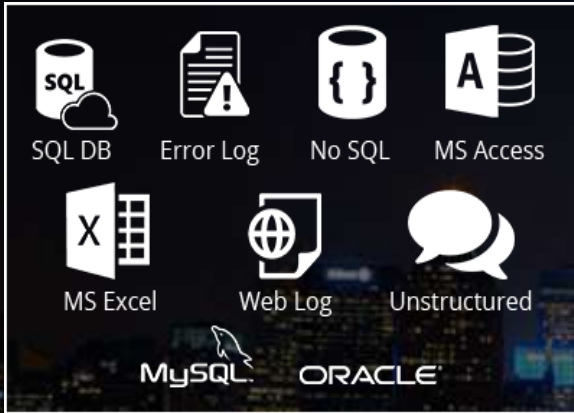 SQL
A
SQL DB Error Log No SQL MS Access
X
MS Excel Web Log Unstructured
MySQL. ORACLE